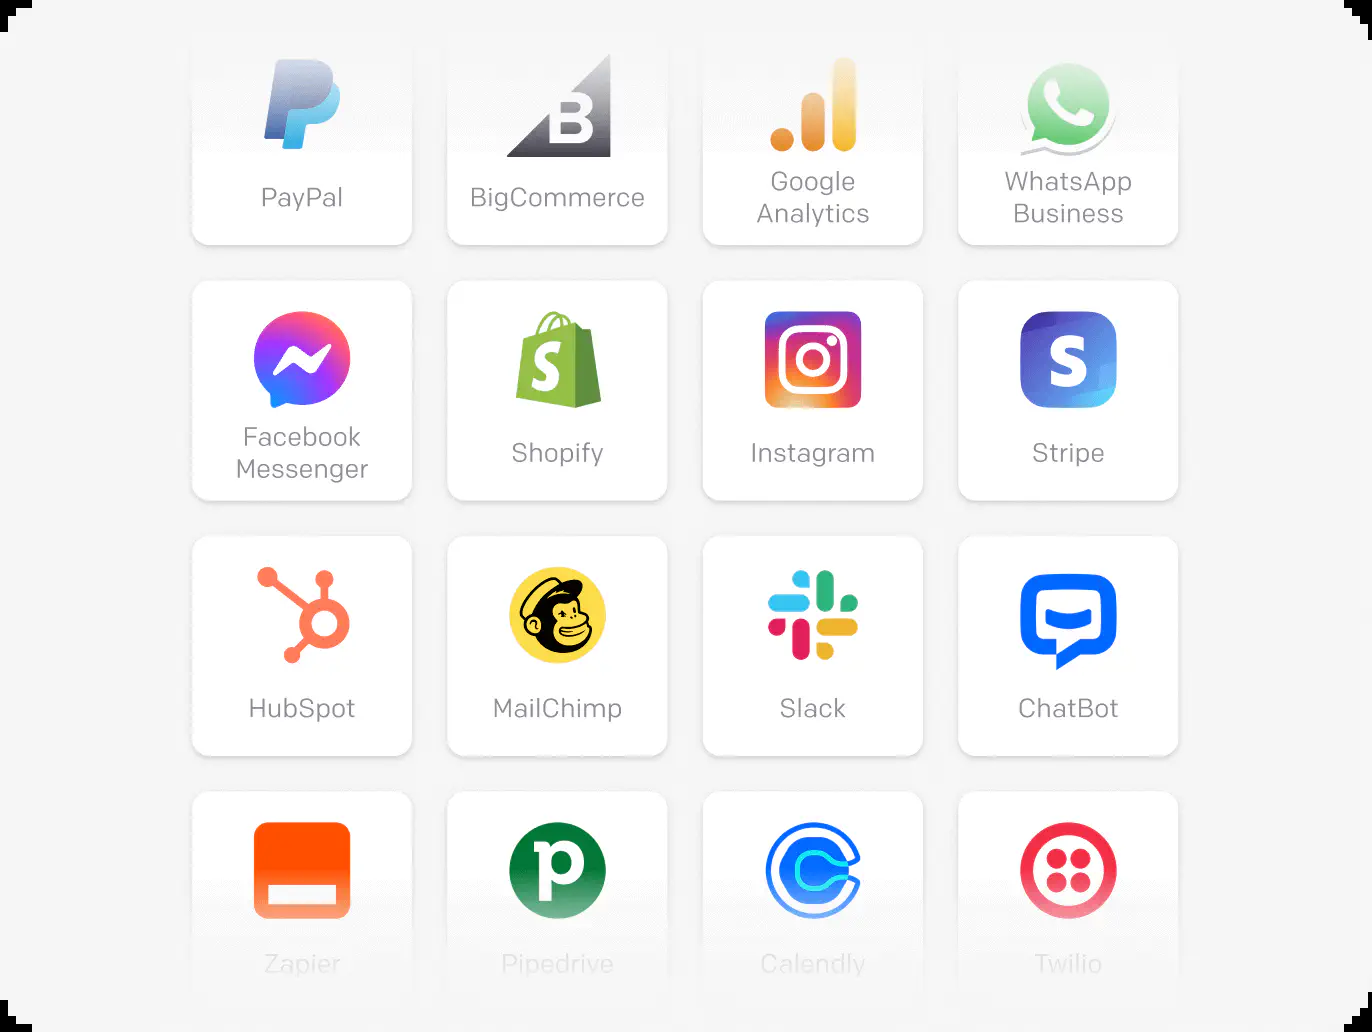 PayPal
BigCommerce
Google
Analytics
WhatsApp
Business
Facebook
Messenger
Shopify
Instagram
Stripe
HubSpot
MailChimp
Slack
ChatBot
Zapier
Pipedrive
Calendly
Twilio